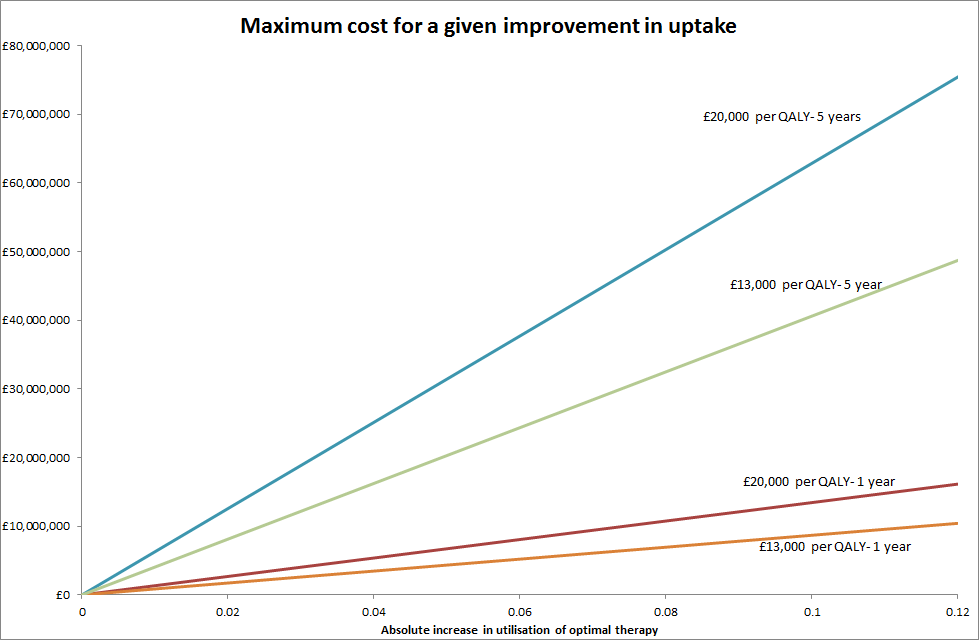 Maximum cost for a given improvement in uptake
£80,000,000
£70,000,000
£60,000,000
£50,000,000
£40,000,000
£30,000,000
£20,000,000
£10,000,000
£0
£20,000 per QALY- 5 years
£13,000 per QALY- 5 year
£20,000 per QALY- 1 year
£13,000 per QALY- 1 year
0 0.02 0.04 0.06 0.08 0.1 0.12
Absolute increase in utilisation of optimal therapy